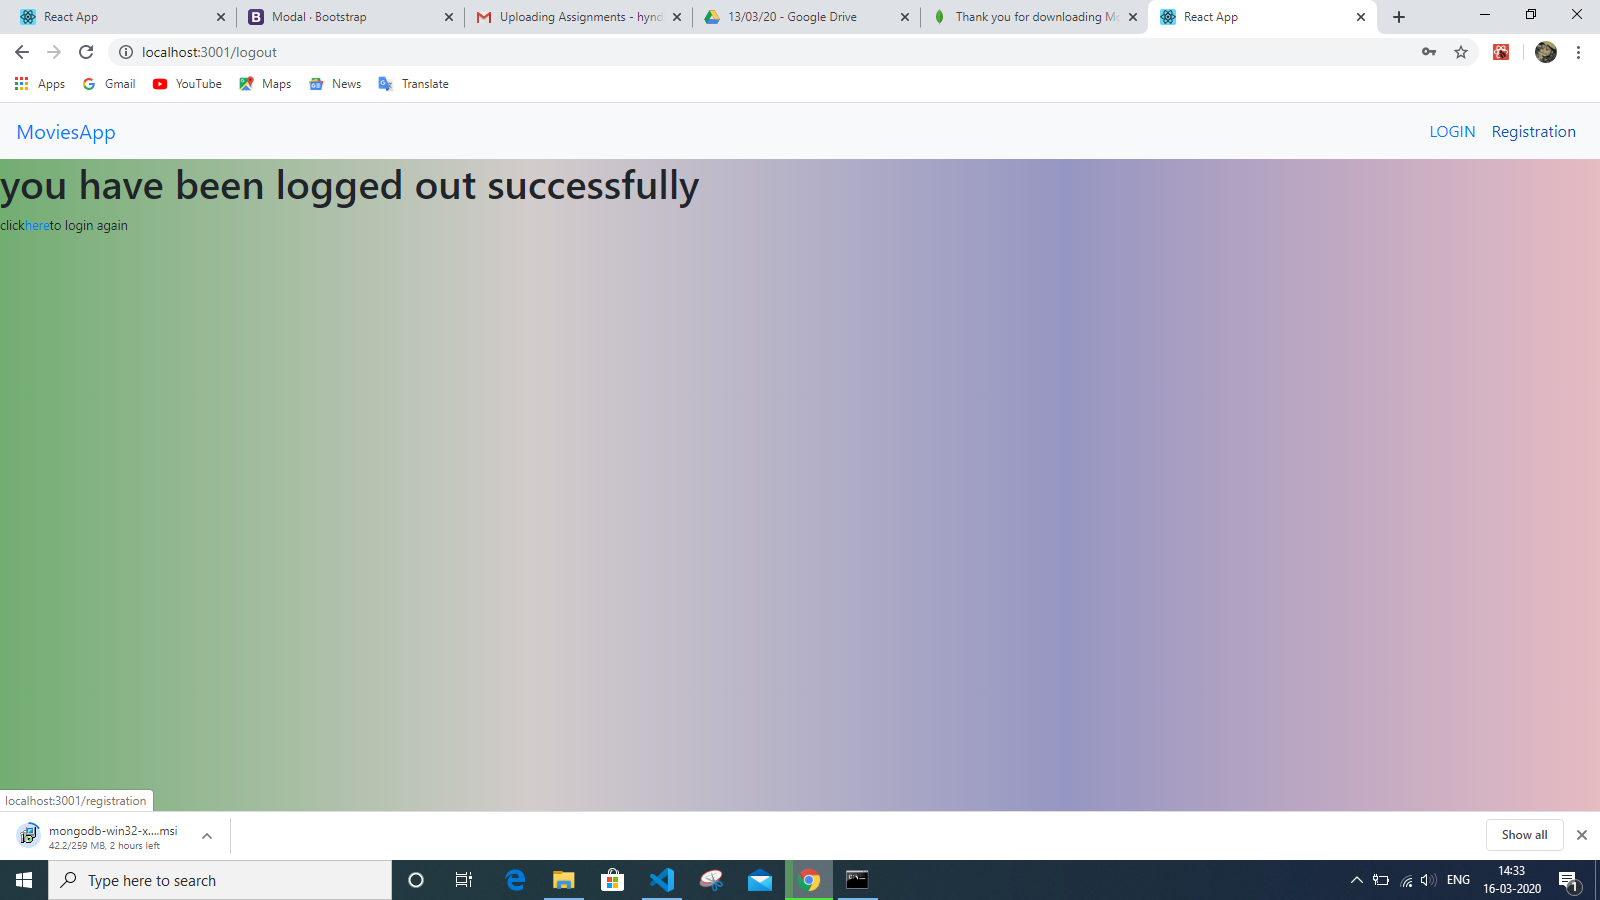 React App
Modal · Bootstrap
Uploading Assignments - hynd
13/03/20 - Google Drive
Thank you for downloading Mo
React App
localhost:3001/logout
Apps
Gmail
YouTube
Maps
News
Translate
MoviesApp
LOGIN
Registration
you have been logged out successfully
clickhereto login again
localhost:3001/registration
mongodb-win32-x....msi
42.2/259 MB, 2 hours left
Show all
Type here to search
ENG
14:33
16-03-2020
1